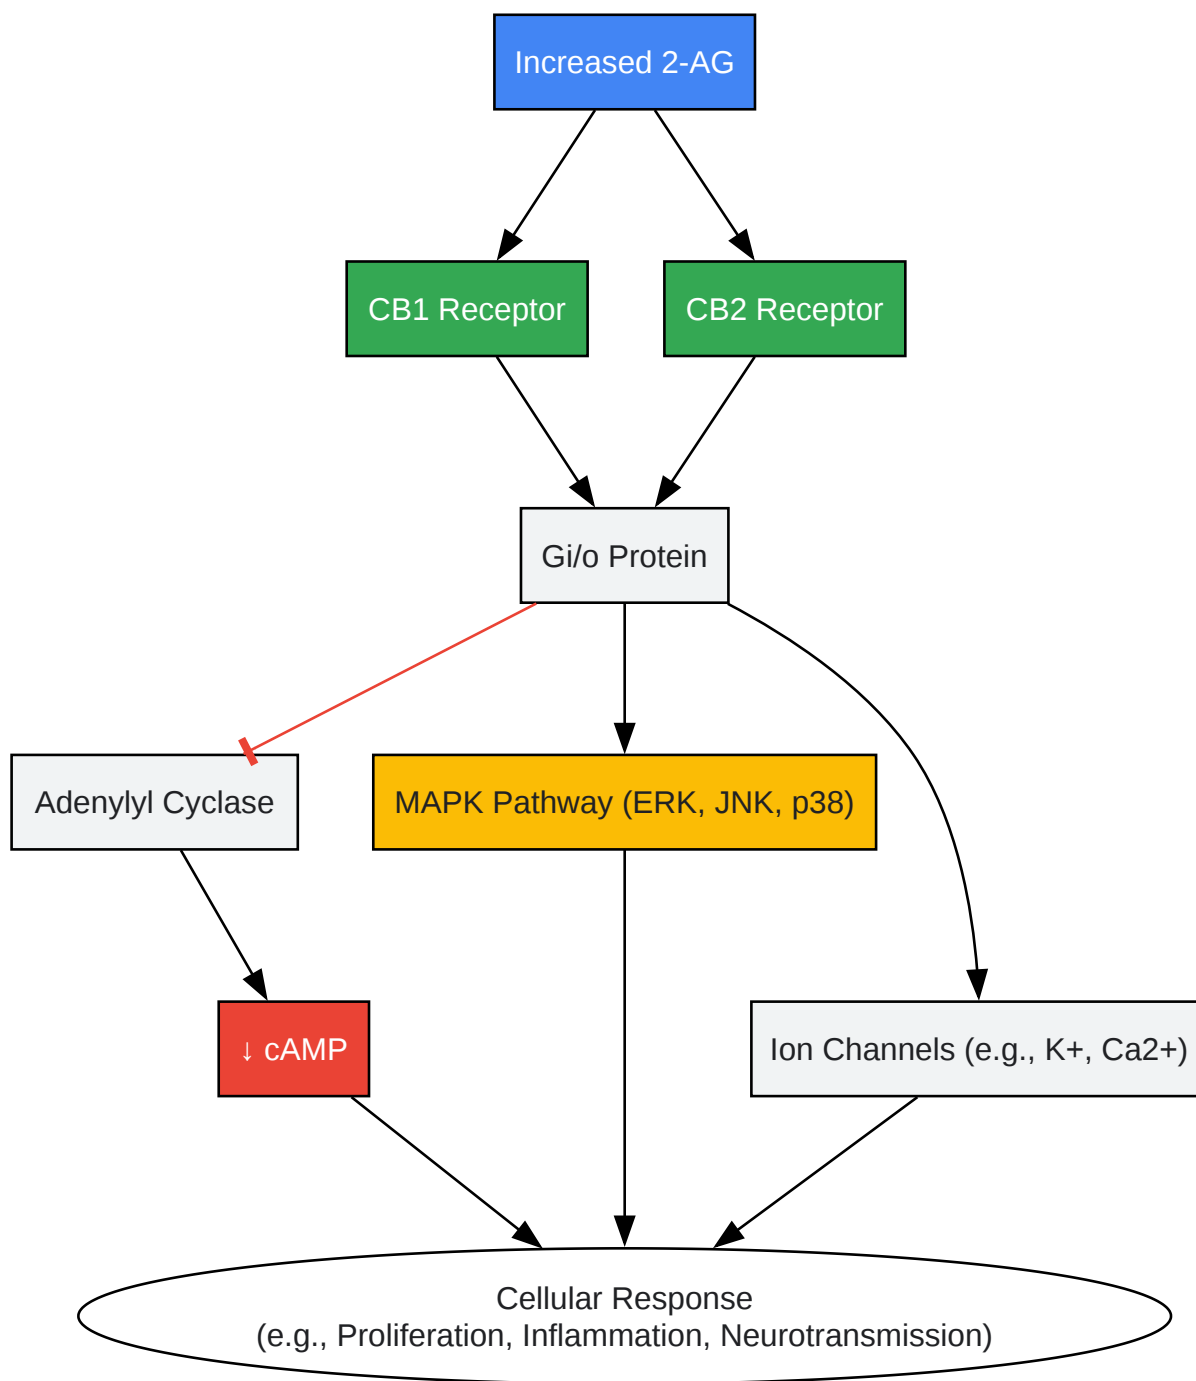 Increased 2-AG
CB1 Receptor
CB2 Receptor
Gi/o Protein
Adenylyl Cyclase
MAPK Pathway (ERK, JNK, p38)
↓ cAMP
Ion Channels (e.g., K+, Ca2+)
Cellular Response
(e.g., Proliferation, Inflammation, Neurotransmission)